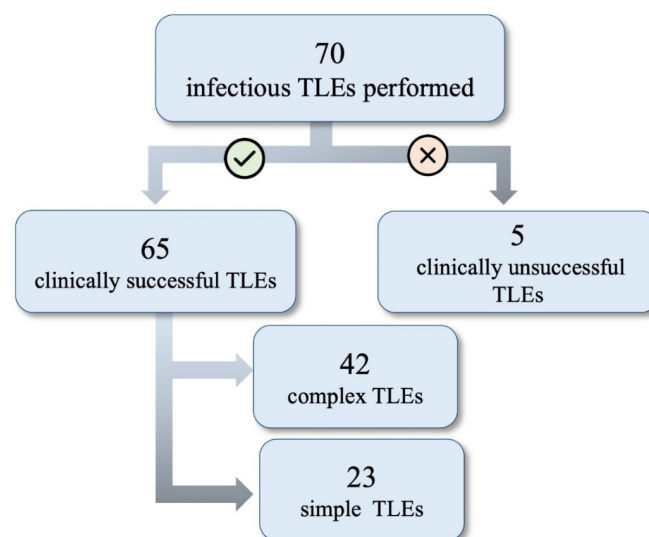 70
infectious TLEs performed
65
clinically successful TLEs
5
clinically unsuccessful
TLEs
42
complex TLEs
23
simple TLEs